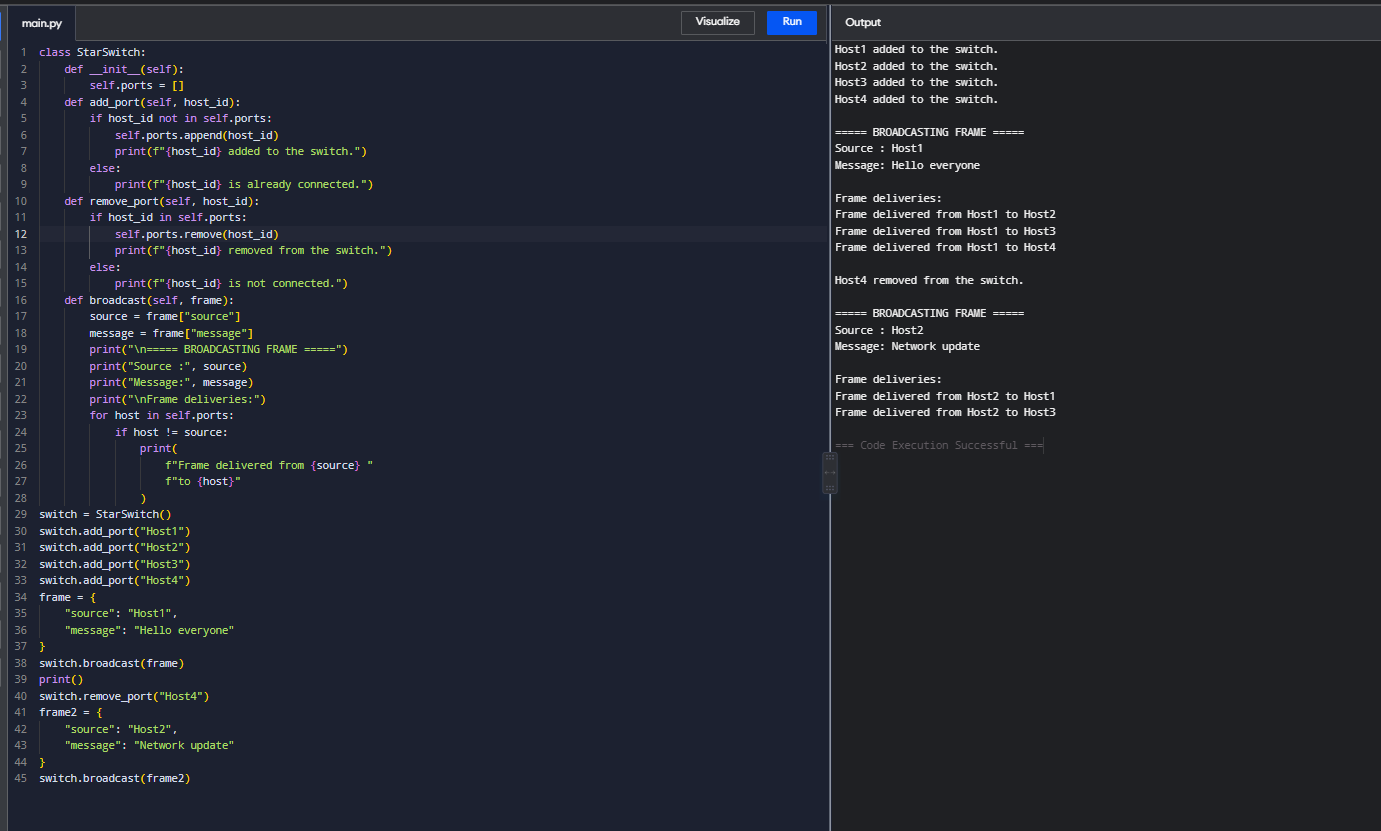 main.py
Visualize
Run
Output
1 class StarSwitch:
2     def __init__(self):
3         self.ports = []
4     def add_port(self, host_id):
5         if host_id not in self.ports:
6             self.ports.append(host_id)
7             print(f"{host_id} added to the switch.")
8         else:
9             print(f"{host_id} is already connected.")
10     def remove_port(self, host_id):
11         if host_id in self.ports:
12             self.ports.remove(host_id)
13             print(f"{host_id} removed from the switch.")
14         else:
15             print(f"{host_id} is not connected.")
16     def broadcast(self, frame):
17         source = frame["source"]
18         message = frame["message"]
19         print("\n===== BROADCASTING FRAME =====")
20         print("Source :", source)
21         print("Message:", message)
22         print("\nFrame deliveries:")
23         for host in self.ports:
24             if host != source:
25                 print(
26                     f"Frame delivered from {source} "
27                     f"to {host}"
28                 )
29 switch = StarSwitch()
30 switch.add_port("Host1")
31 switch.add_port("Host2")
32 switch.add_port("Host3")
33 switch.add_port("Host4")
34 frame = {
35     "source": "Host1",
36     "message": "Hello everyone"
37 }
38 switch.broadcast(frame)
39 print()
40 switch.remove_port("Host4")
41 frame2 = {
42     "source": "Host2",
43     "message": "Network update"
44 }
45 switch.broadcast(frame2)
Host1 added to the switch.
Host2 added to the switch.
Host3 added to the switch.
Host4 added to the switch.
===== BROADCASTING FRAME =====
Source : Host1
Message: Hello everyone
Frame deliveries:
Frame delivered from Host1 to Host2
Frame delivered from Host1 to Host3
Frame delivered from Host1 to Host4
Host4 removed from the switch.
===== BROADCASTING FRAME =====
Source : Host2
Message: Network update
Frame deliveries:
Frame delivered from Host2 to Host1
Frame delivered from Host2 to Host3
=== Code Execution Successful ===